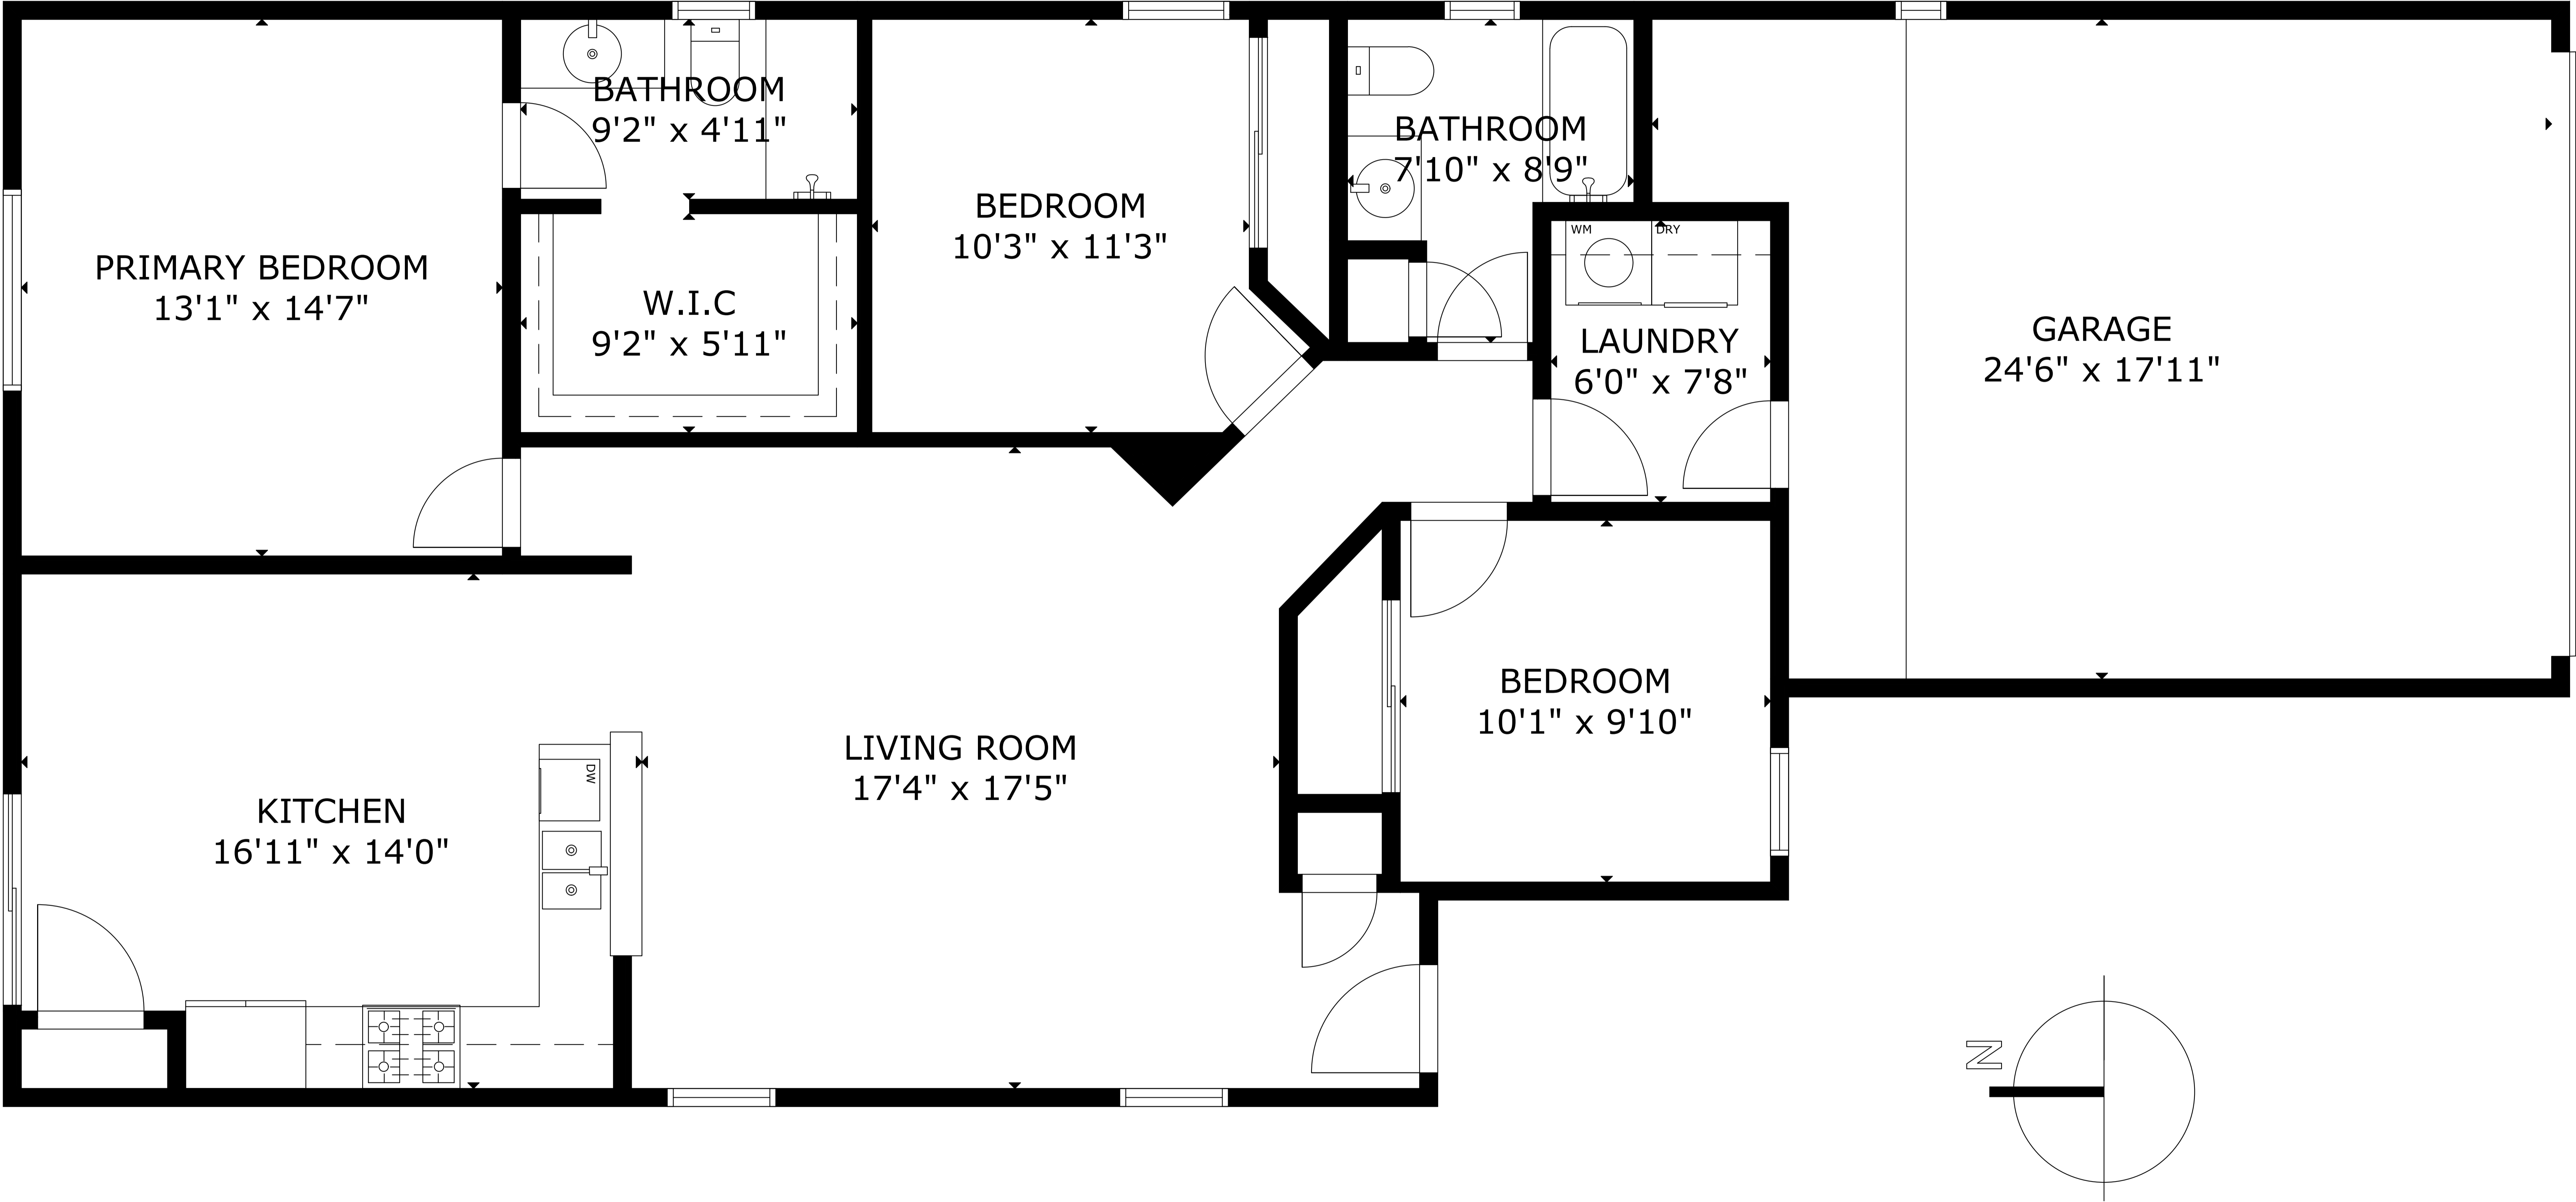 BATHROOM
9'2" x 4'11"
BATHROOM
7'10" x 8'9"
BEDROOM
10'3" x 11'3"
WM
DRY
PRIMARY BEDROOM
13'1" x 14'7"
W.I.C
9'2" x 5'11"
LAUNDRY
6'0" x 7'8"
GARAGE
24'6" x 17'11"
BEDROOM
10'1" x 9'10"
LIVING ROOM
17'4" x 17'5"
DW
KITCHEN
16'11" x 14'0"
N